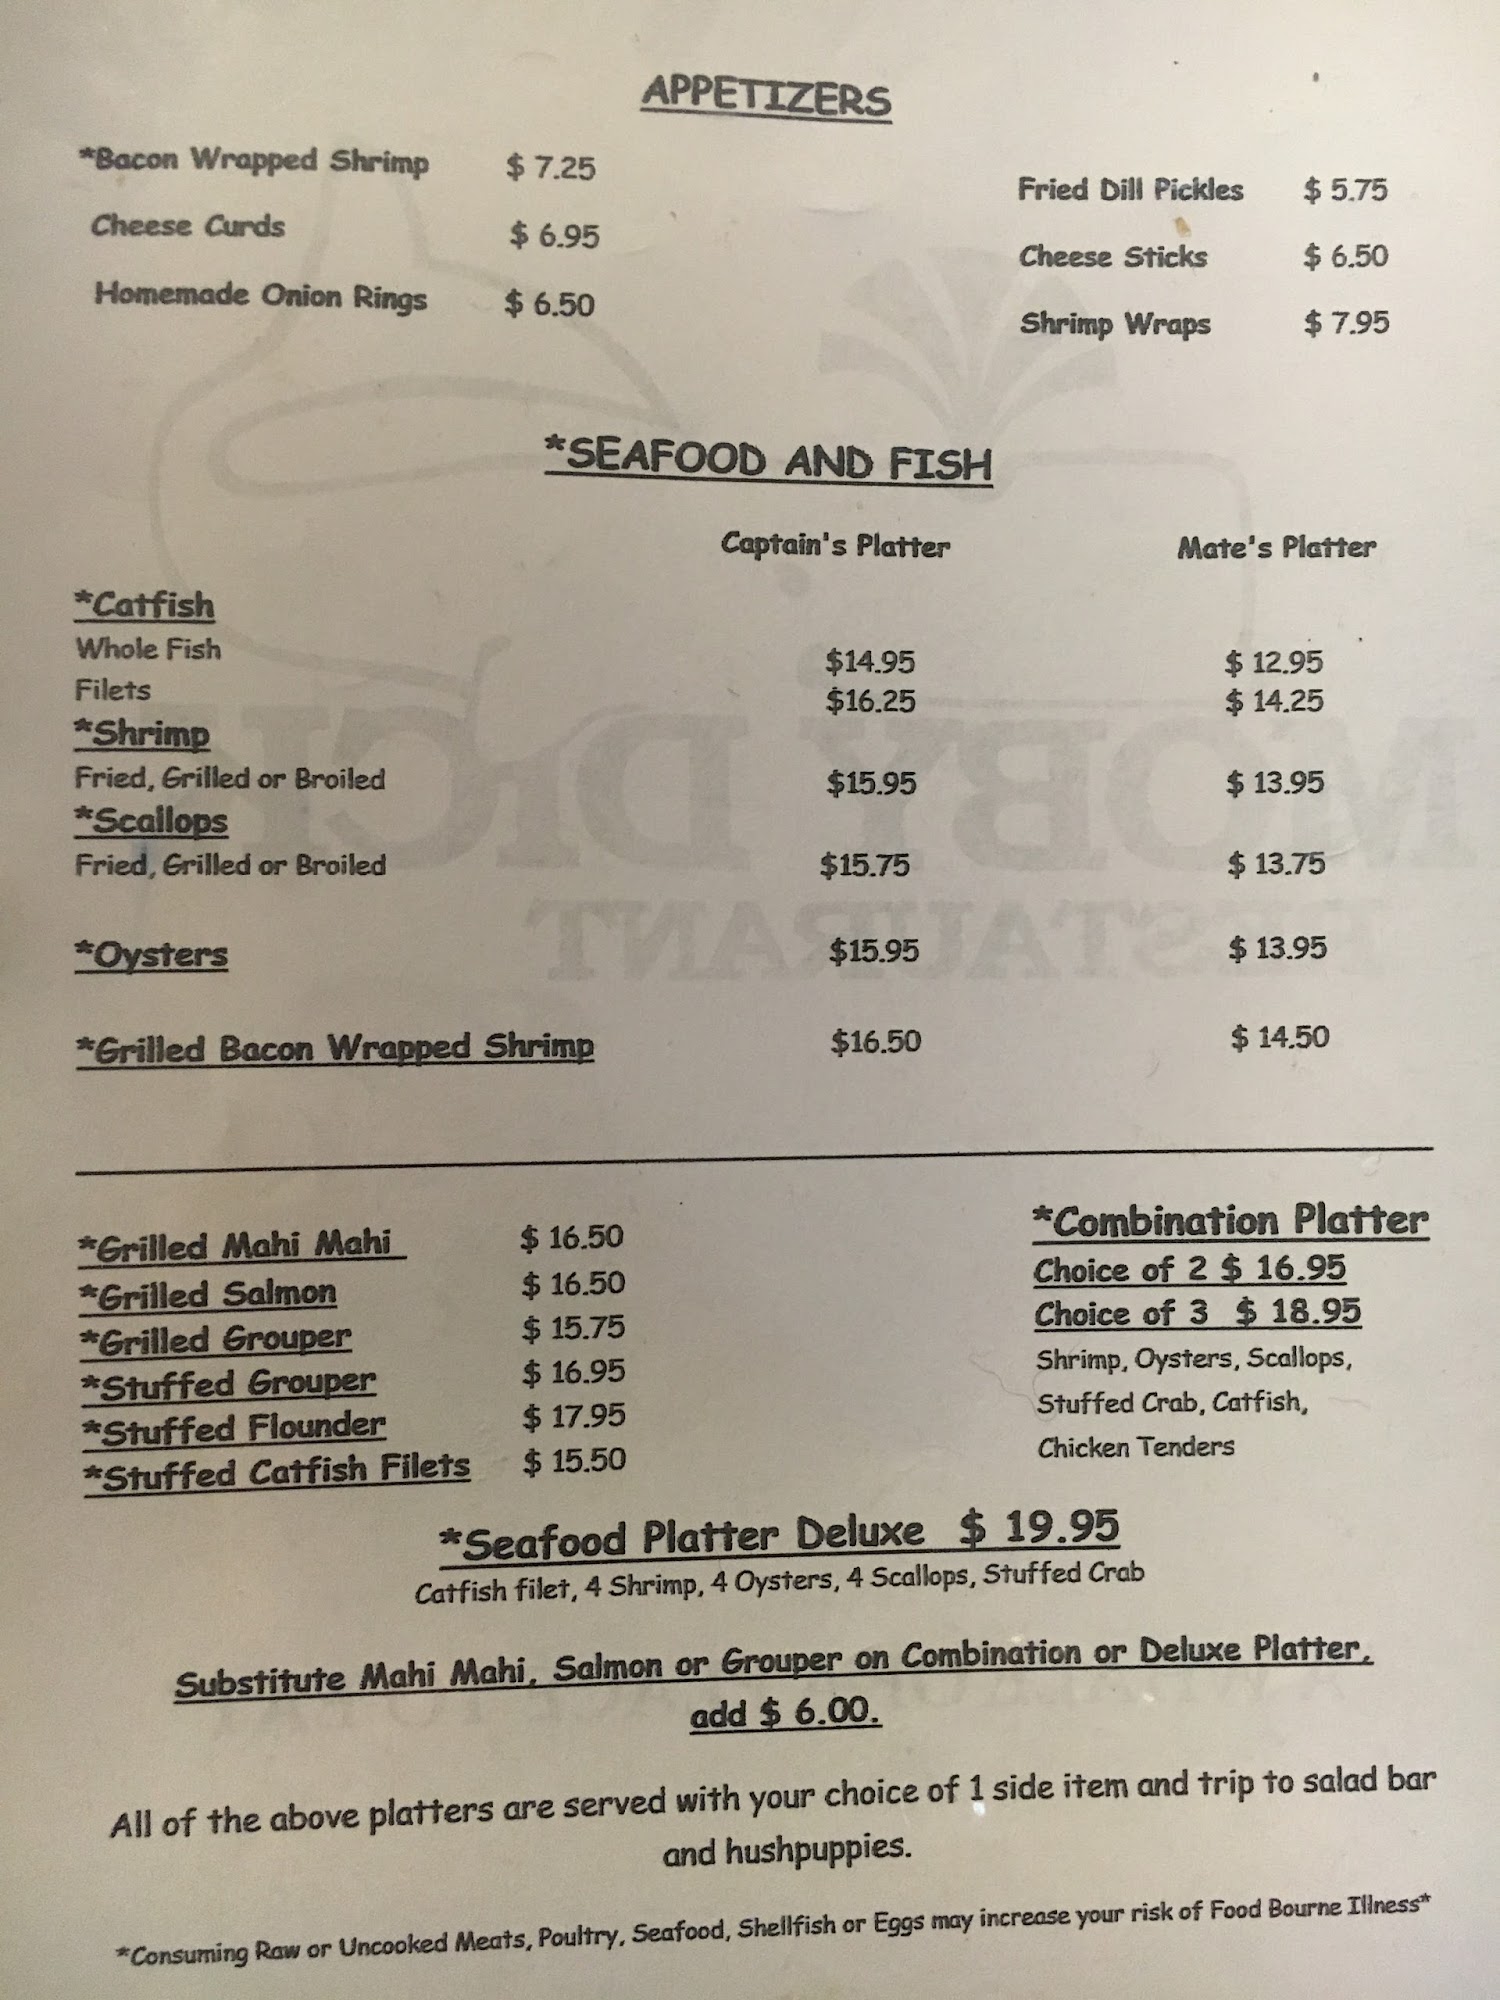 APPETIZERS
*Bacon Wrapped Shrimp $ 7.25
Cheese Curds $ 6.95
Homemade Onion Rings $ 6.50
Fried Dill Pickles $ 5.75
Cheese Sticks $ 6.50
Shrimp Wraps $ 7.95
*SEAFOOD AND FISH
Captain's Platter Mate's Platter
*Catfish
Whole Fish $14.95 $ 12.95
Filets $16.25 $ 14.25
*Shrimp
Fried, Grilled or Broiled $15.95 $ 13.95
*Scallops
Fried, Grilled or Broiled $15.75 $ 13.75
*Oysters $15.95 $ 13.95
*Grilled Bacon Wrapped Shrimp $16.50 $ 14.50
*Grilled Mahi Mahi $ 16.50
*Grilled Salmon $ 16.50
*Grilled Grouper $ 15.75
*Stuffed Grouper $ 16.95
*Stuffed Flounder $ 17.95
*Stuffed Catfish Filets $ 15.50
*Combination Platter
Choice of 2 $ 16.95
Choice of 3 $ 18.95
Shrimp, Oysters, Scallops,
Stuffed Crab, Catfish,
Chicken Tenders
*Seafood Platter Deluxe $ 19.95
Catfish filet, 4 Shrimp, 4 Oysters, 4 Scallops, Stuffed Crab
Substitute Mahi Mahi, Salmon or Grouper on Combination or Deluxe Platter,
add $ 6.00.
All of the above platters are served with your choice of 1 side item and trip to salad bar
and hushpuppies.
*Consuming Raw or Uncooked Meats, Poultry, Seafood, Shellfish or Eggs may increase your risk of Food Bourne Illness*